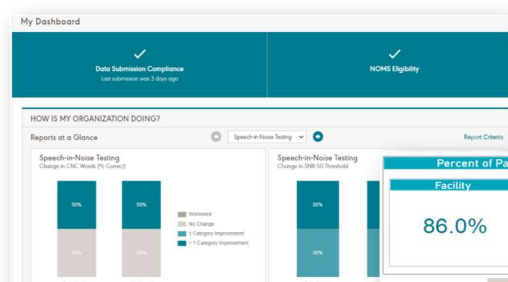 My Dashboard
Data Submission Compliance
Last submission was 3 days ago
NOMS Eligibility
HOW IS MY ORGANIZATION DOING?
Reports at a Glance
Speech-in-Noise Testing
Report Criteria
Speech-in-Noise Testing
Change in CNC Words (% Correct)
50%
50%
50%
50%
Worsened
No Change
1 Category Improvement
> 1 Category Improvement
Speech-in-Noise Testing
Change in SNR-50 Threshold
50%
50%
Percent of Pa
Facility
86.0%